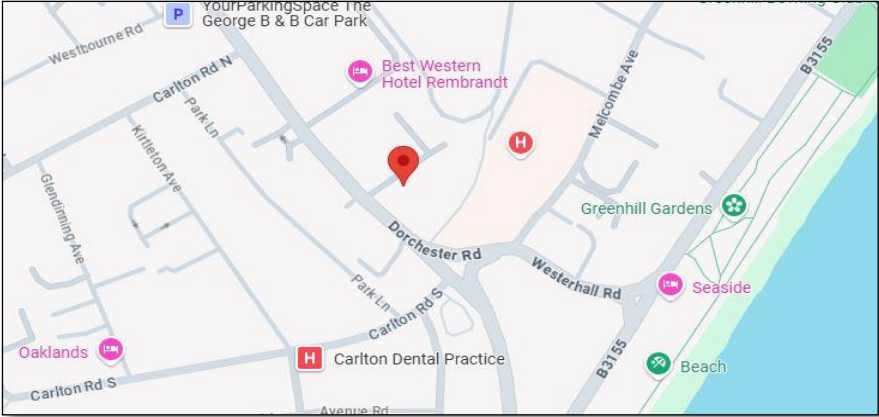 YourParkingSpace The
George B & B Car Park
P
Westbourne Rd
Carlton Rd N
Best Western
Hotel Rembrandt
B3155
Melcombe Ave
Park Ln
Kirtleton Ave
Glendinning Ave
H
Greenhill Gardens
Dorchester Rd
Westerhall Rd
Seaside
Park Ln
Carlton Rd S
Oaklands
H
Carlton Dental Practice
B3155
Beach
Carlton Rd S
Avenue Rd